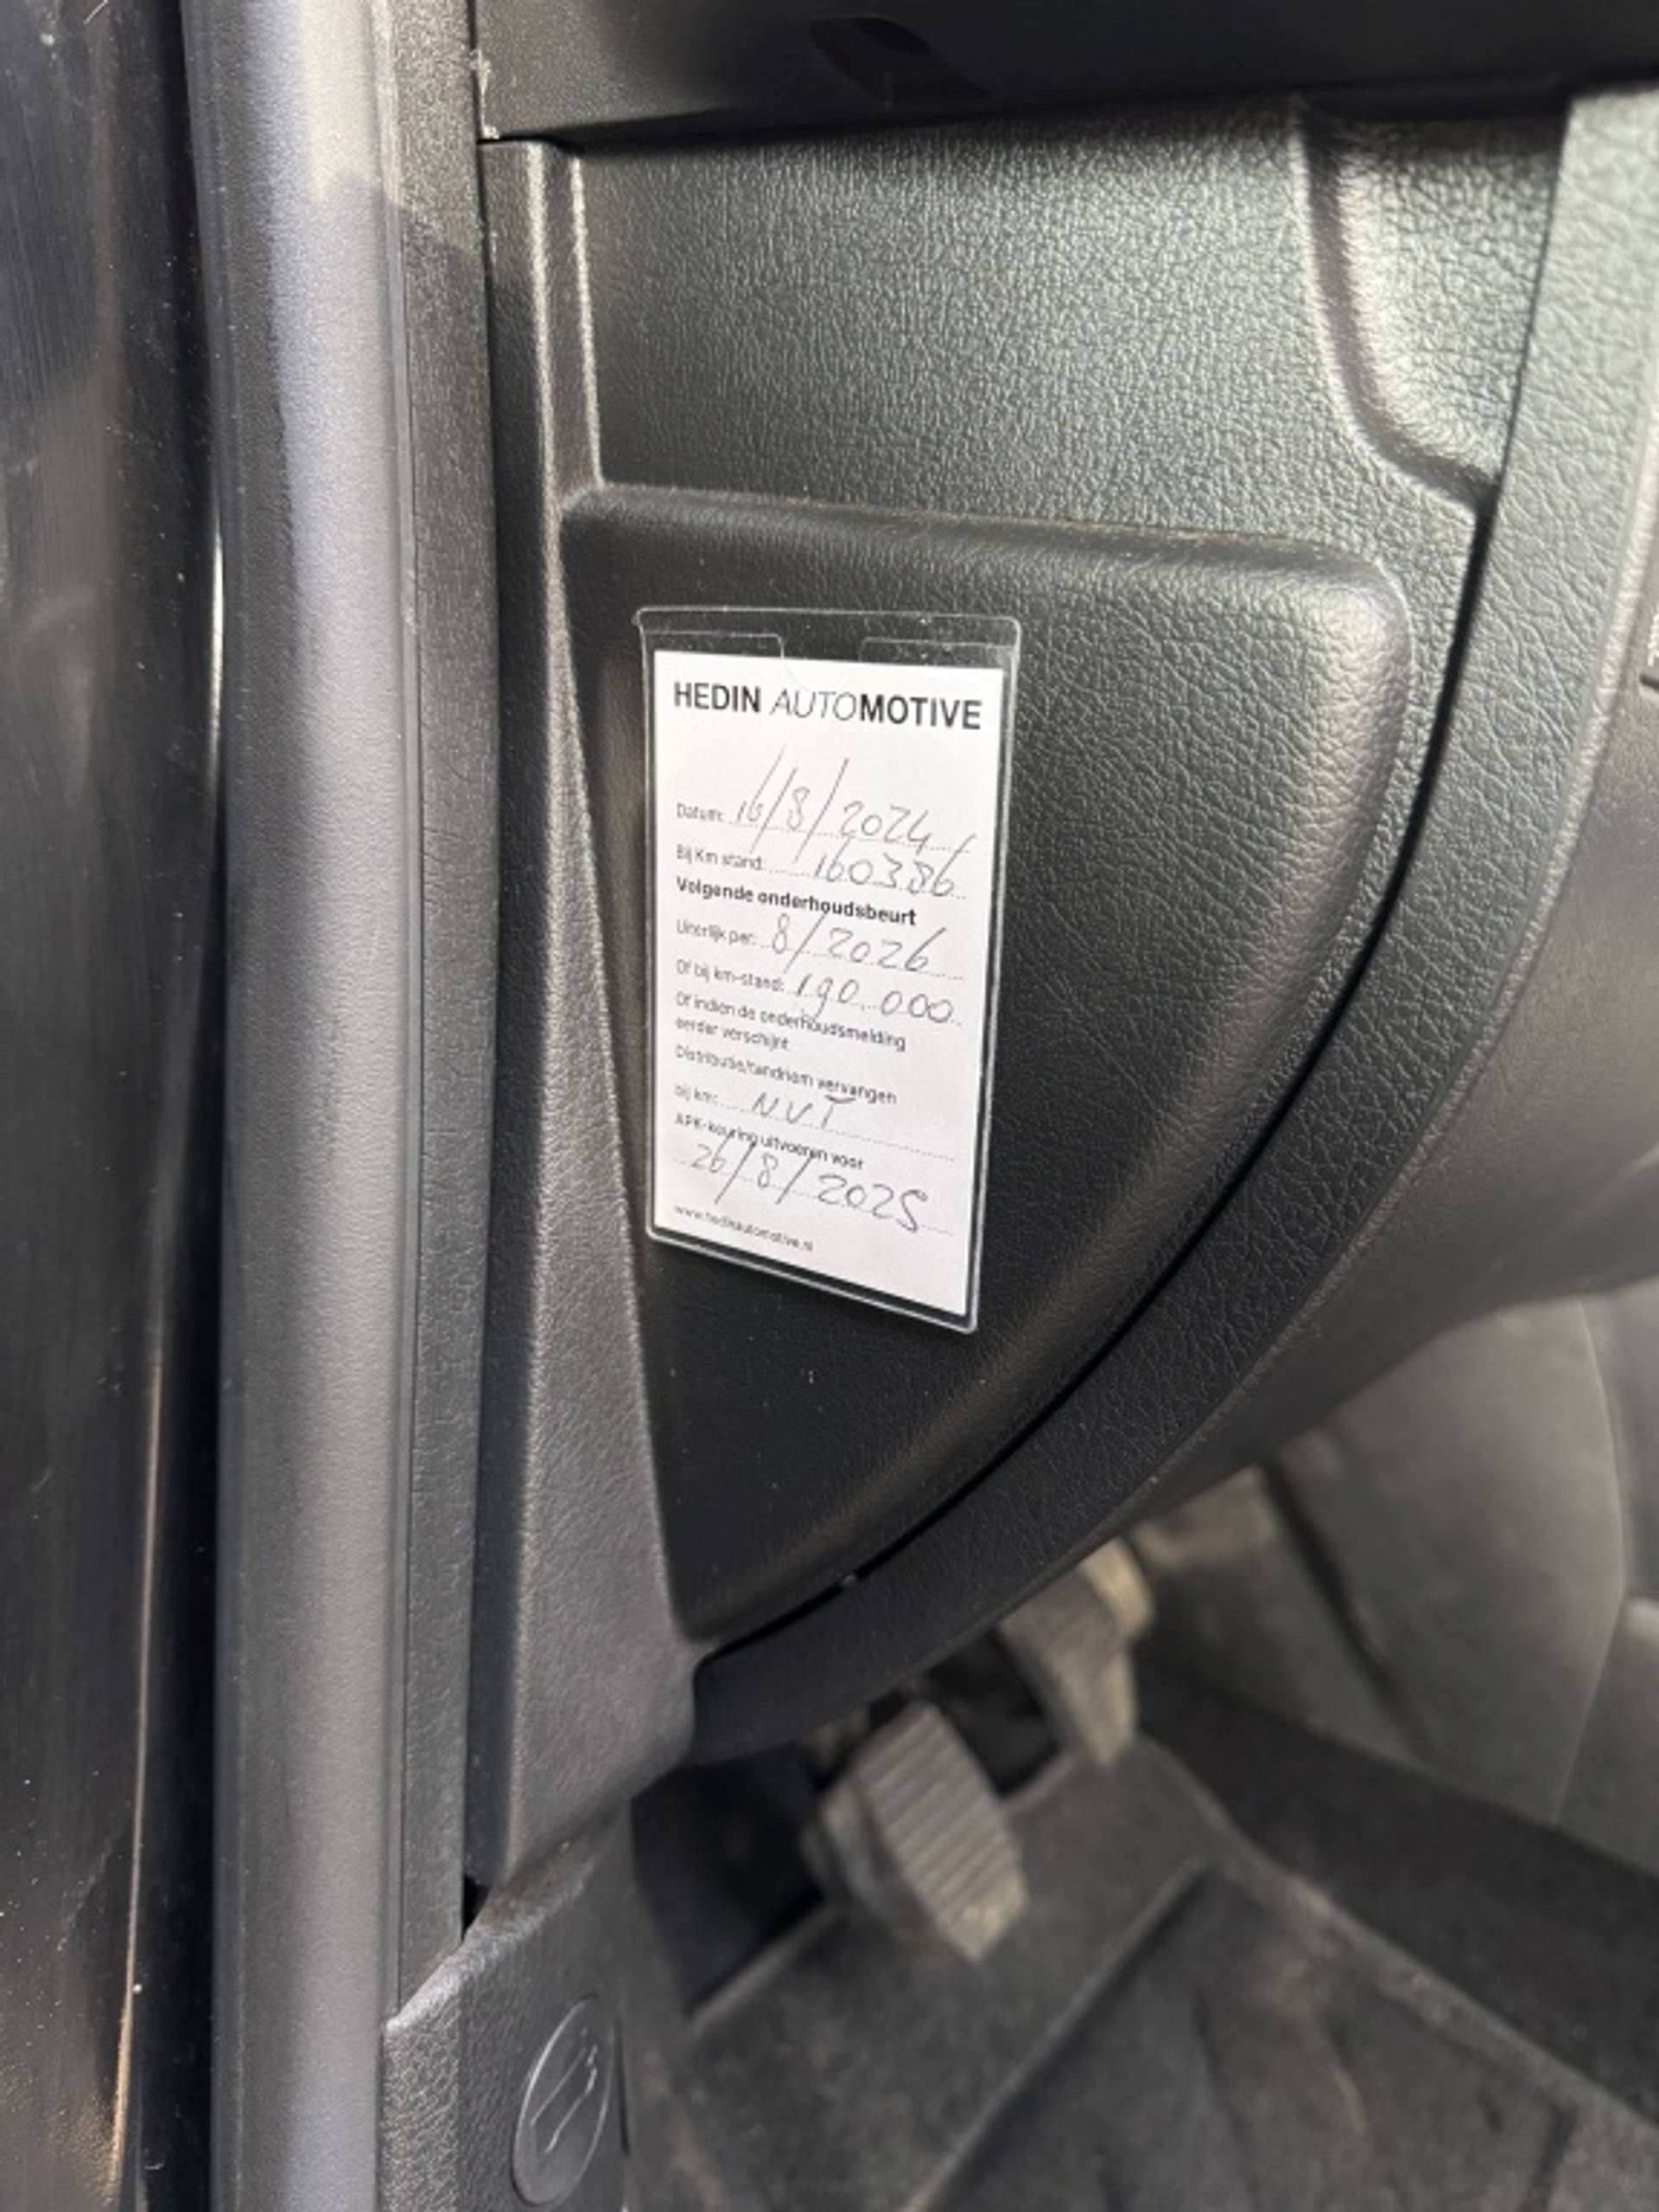 HEDIN AUTOMOTIVE
Datum: 16/8/2024
Bij Km stand: 160386
Volgende onderhoudsbeurt
Uiterlijk per: 8/2026
Of bij km-stand: 190.000
Of indien de onderhoudsmelding
eerder verschijnt
Distributie/tandriem vervangen
bij km: NVT
APK-keuring uitvoeren voor
26/8/2025
www.hedinautomotive.nl